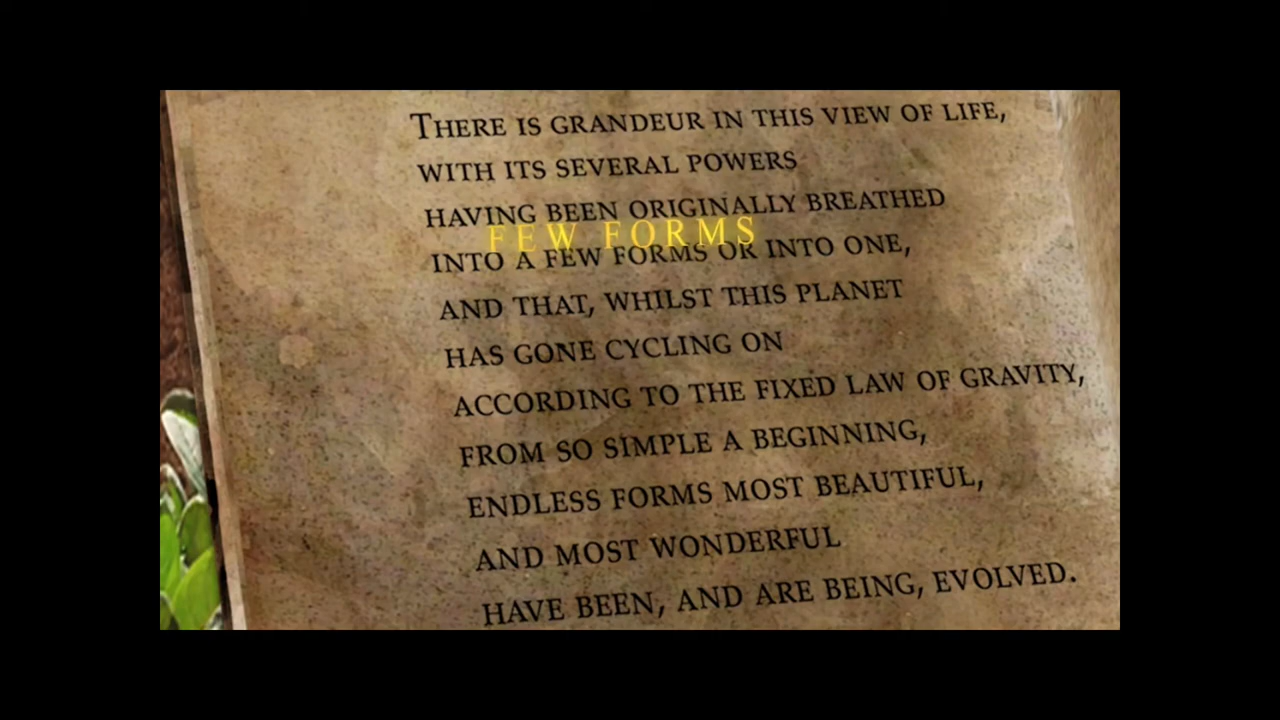 THERE IS GRANDEUR IN THIS VIEW OF LIFE,
WITH ITS SEVERAL POWERS
HAVING BEEN ORIGINALLY BREATHED
FEW FORMS
INTO A FEW FORMS OR INTO ONE,
AND THAT, WHILST THIS PLANET
HAS GONE CYCLING ON
ACCORDING TO THE FIXED LAW OF GRAVITY,
FROM SO SIMPLE A BEGINNING,
ENDLESS FORMS MOST BEAUTIFUL,
AND MOST WONDERFUL
HAVE BEEN, AND ARE BEING, EVOLVED.